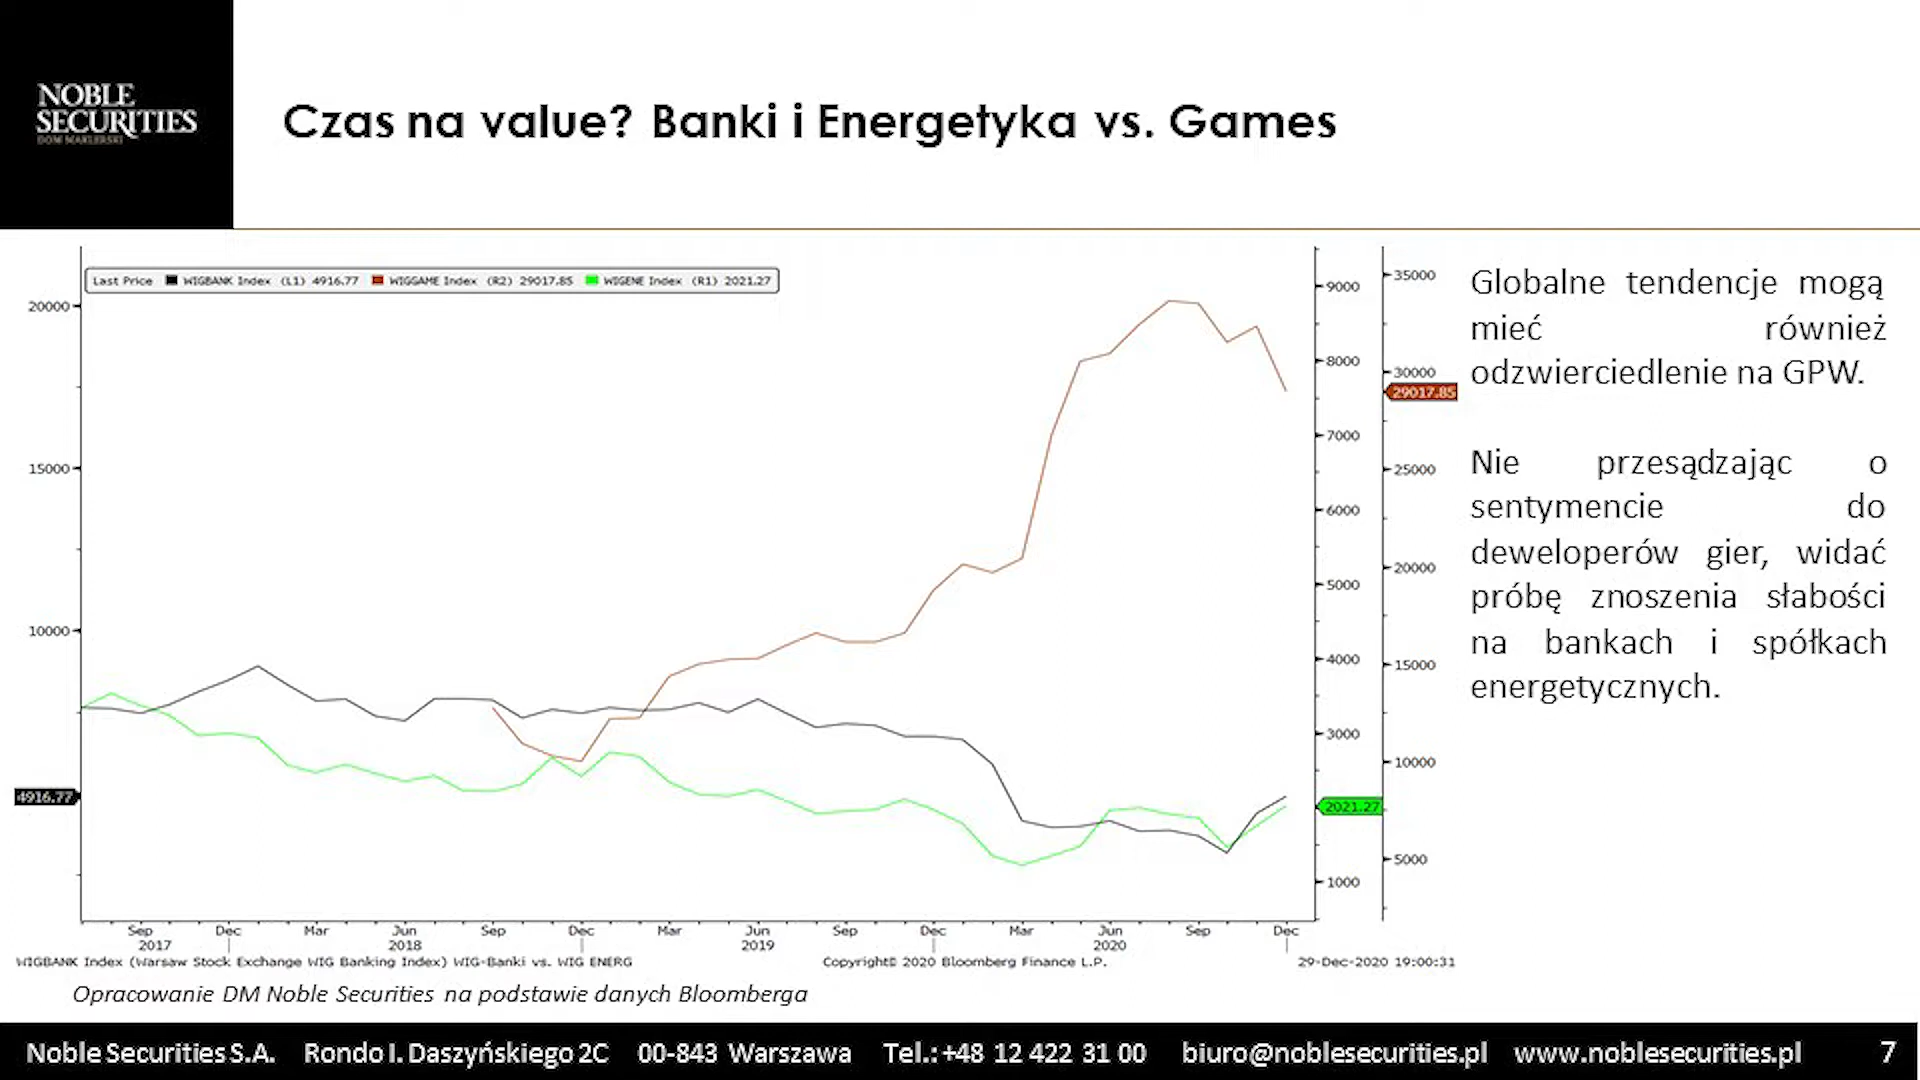 NOBLE
SECURITIES
DOM MAKLERSKI
Czas na value? Banki i Energetyka vs. Games
Last Price WIGBANK Index (L1) 4916.77 WIGGAME Index (R2) 29017.85 WIGENE Index (R1) 2021.27
20000
15000
10000
4916.77
9000
8000
7000
6000
5000
4000
3000
2021.27
1000
35000
30000
29017.85
25000
20000
15000
10000
5000
Sep Dec Mar Jun Sep Dec Mar Jun Sep Dec Mar Jun Sep Dec
2017 2018 2019 2020
WIGBANK Index (Warsaw Stock Exchange WIG Banking Index) WIG-Banki vs. WIG ENERG
Copyright© 2020 Bloomberg Finance L.P.
29-Dec-2020 19:00:31
Opracowanie DM Noble Securities na podstawie danych Bloomberga
Globalne tendencje mogą
mieć również
odzwierciedlenie na GPW.
Nie przesądzając o
sentymencie do
deweloperów gier, widać
próbę znoszenia słabości
na bankach i spółkach
energetycznych.
Noble Securities S.A. Rondo I. Daszyńskiego 2C 00-843 Warszawa Tel.: +48 12 422 31 00 biuro@noblesecurities.pl www.noblesecurities.pl 7